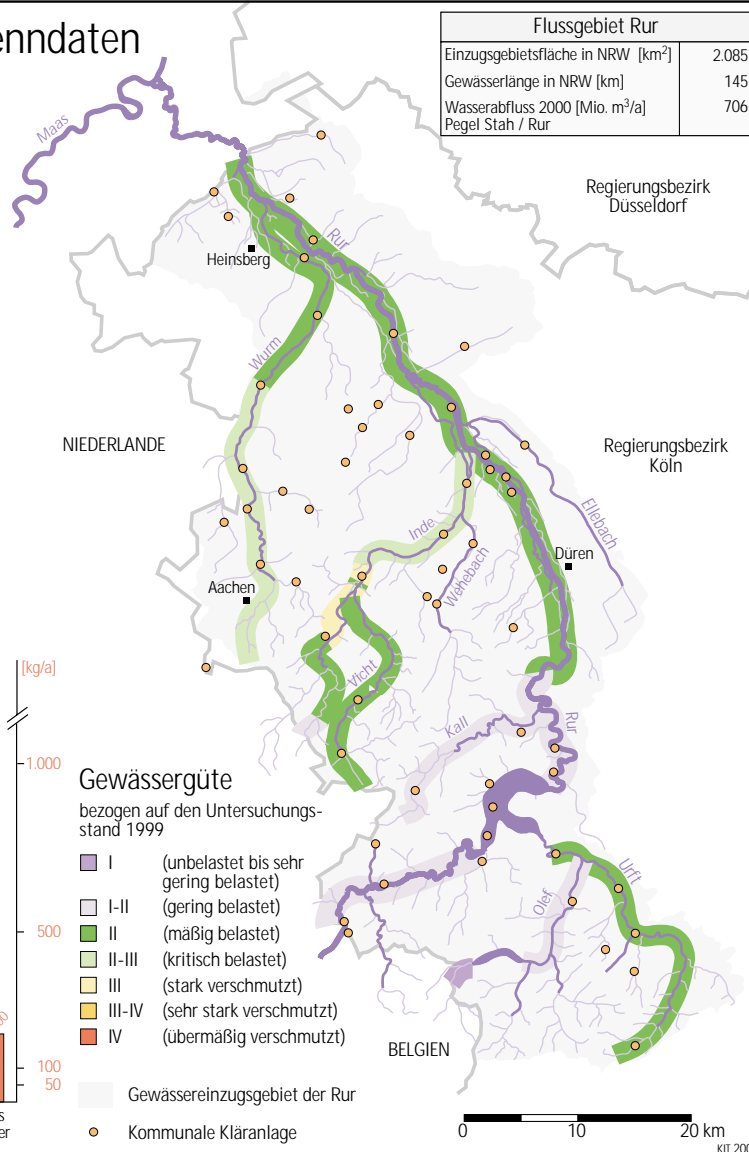 enndaten
Flussgebiet Rur
Einzugsgebietsfläche in NRW [km²] 2.085
Gewässerlänge in NRW [km] 145
Wasserabfluss 2000 [Mio. m³/a] 706
Pegel Stah / Rur
Maas
Regierungsbezirk
Düsseldorf
Rur
Heinsberg
Wurm
NIEDERLANDE
Regierungsbezirk
Köln
Ellebach
Inde
Wehebach
Düren
Aachen
Vicht
[kg/a]
Kall
Rur
1.000
500
100
50
Urft
Olef
Gewässergüte
bezogen auf den Untersuchungs-
stand 1999
I (unbelastet bis sehr
gering belastet)
I-II (gering belastet)
II (mäßig belastet)
II-III (kritisch belastet)
III (stark verschmutzt)
III-IV (sehr stark verschmutzt)
IV (übermäßig verschmutzt)
BELGIEN
Gewässereinzugsgebiet der Rur
Kommunale Kläranlage
0 10 20 km
s
er
KIT 200